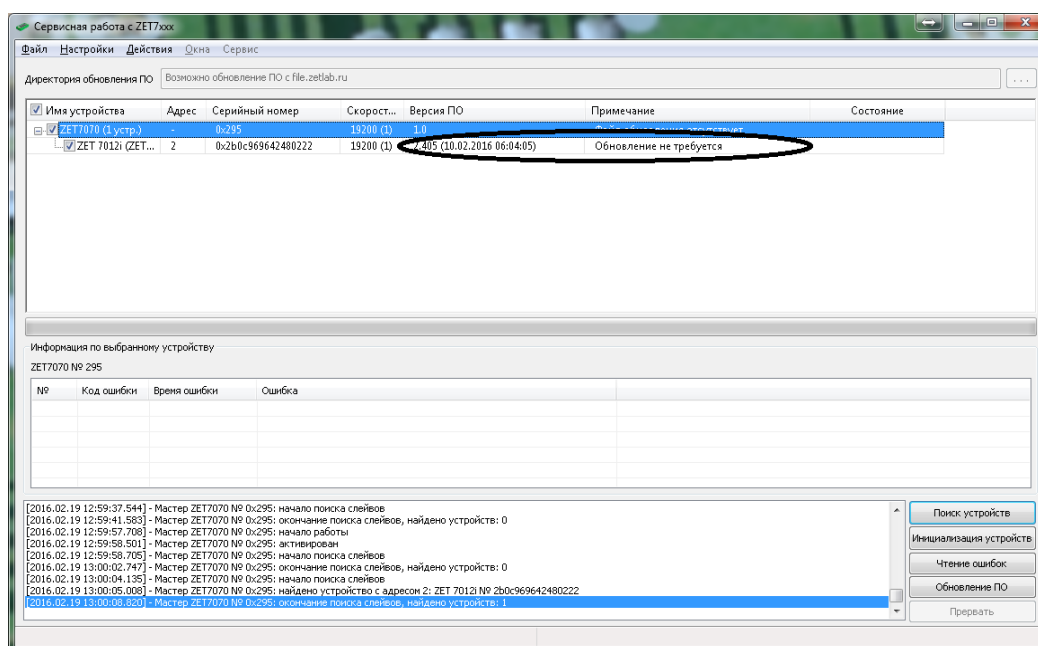 Сервисная работа с ZET7xxx
Файл Настройки Действия Окна Сервис
Директория обновления ПО Возможно обновление ПО с file.zetlab.ru ...
Имя устройства Адрес Серийный номер Скорост... Версия ПО Примечание Состояние
ZET7070 (1 устр.) - 0x295 19200 (1) 1.0 Файл обновления отсутствует
ZET 7012i (ZET... 2 0x2b0c969642480222 19200 (1) 2.405 (10.02.2016 06:04:05) Обновление не требуется
Информация по выбранному устройству
ZET7070 № 295
№ Код ошибки Время ошибки Ошибка
[2016.02.19 12:59:37.544] - Мастер ZET7070 № 0x295: начало поиска слейвов
[2016.02.19 12:59:41.583] - Мастер ZET7070 № 0x295: окончание поиска слейвов, найдено устройств: 0
[2016.02.19 12:59:57.708] - Мастер ZET7070 № 0x295: начало работы
[2016.02.19 12:59:58.501] - Мастер ZET7070 № 0x295: активирован
[2016.02.19 12:59:58.705] - Мастер ZET7070 № 0x295: начало поиска слейвов
[2016.02.19 13:00:02.747] - Мастер ZET7070 № 0x295: окончание поиска слейвов, найдено устройств: 0
[2016.02.19 13:00:04.135] - Мастер ZET7070 № 0x295: начало поиска слейвов
[2016.02.19 13:00:05.008] - Мастер ZET7070 № 0x295: найдено устройство с адресом 2: ZET 7012i № 2b0c969642480222
[2016.02.19 13:00:08.820] - Мастер ZET7070 № 0x295: окончание поиска слейвов, найдено устройств: 1
Поиск устройств
Инициализация устройств
Чтение ошибок
Обновление ПО
Прервать